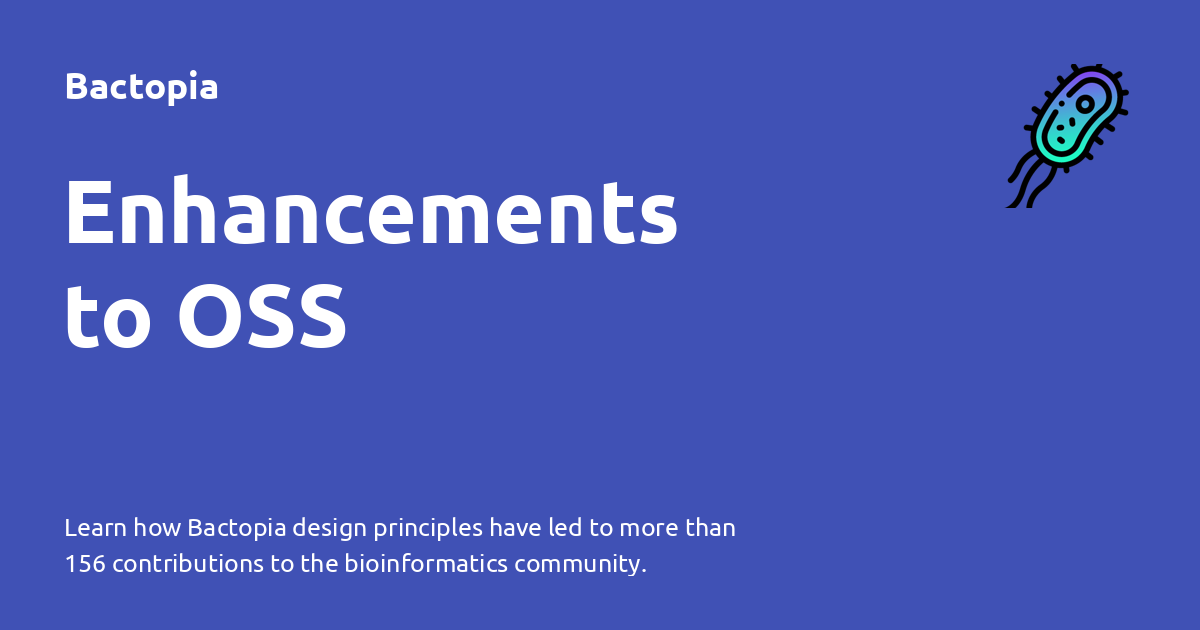 Bactopia
Enhancements
to OSS
Learn how Bactopia design principles have led to more than
156 contributions to the bioinformatics community.